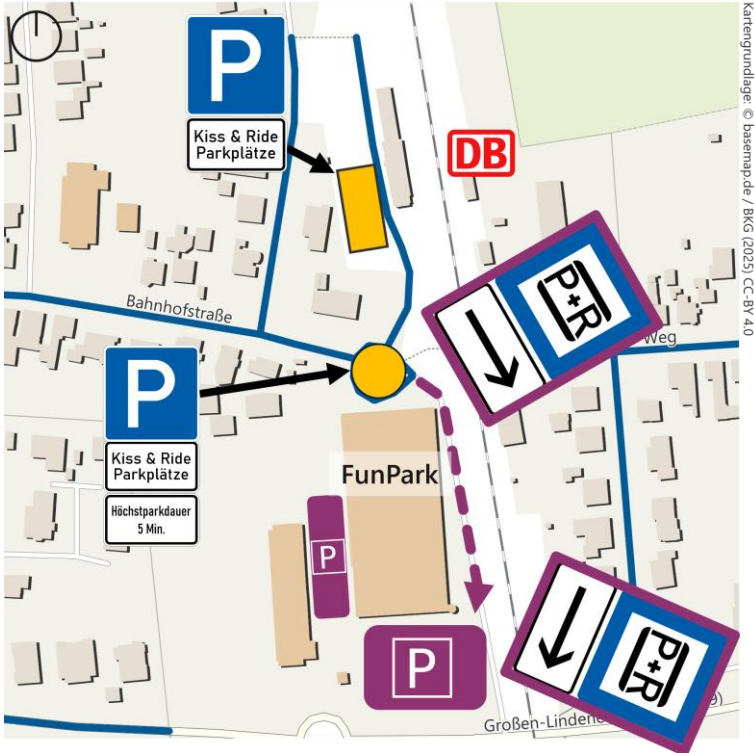 P
Kiss & Ride
Parkplätze
DB
P+R
Bahnhofstraße
Weg
P
Kiss & Ride
Parkplätze
Höchstparkdauer
5 Min.
FunPark
P
P+R
P
Großen-Linden
Kartengrundlage: © basemap.de / BKG (2025) CC-BY 4.0